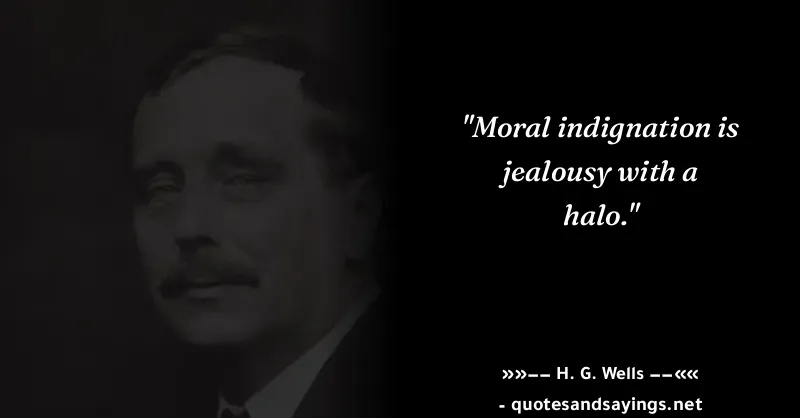 "Moral indignation is
jealousy with a
halo."
»»–– H. G. Wells ––««
- quotesandsayings.net